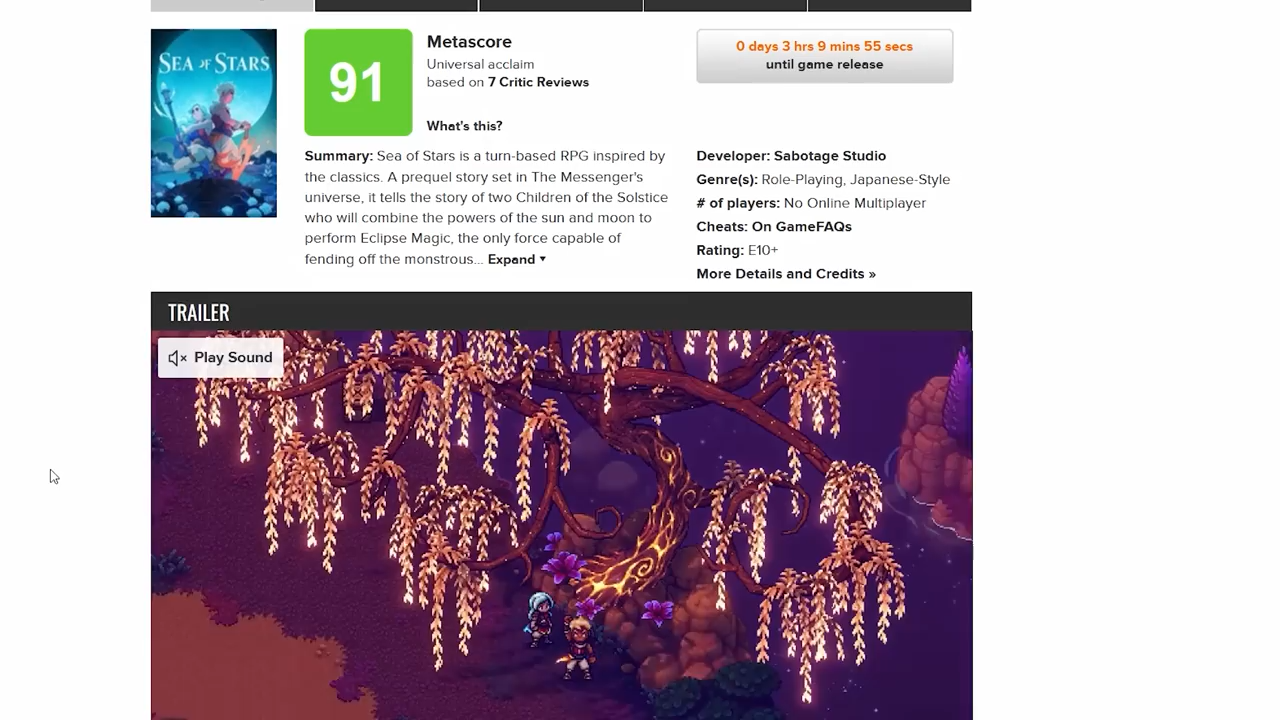 SEA OF STARS
91
Metascore
Universal acclaim
based on 7 Critic Reviews
What's this?
0 days 3 hrs 9 mins 55 secs
until game release
Summary: Sea of Stars is a turn-based RPG inspired by
the classics. A prequel story set in The Messenger's
universe, it tells the story of two Children of the Solstice
who will combine the powers of the sun and moon to
perform Eclipse Magic, the only force capable of
fending off the monstrous... Expand ▼
Developer: Sabotage Studio
Genre(s): Role-Playing, Japanese-Style
# of players: No Online Multiplayer
Cheats: On GameFAQs
Rating: E10+
More Details and Credits »
TRAILER
Play Sound